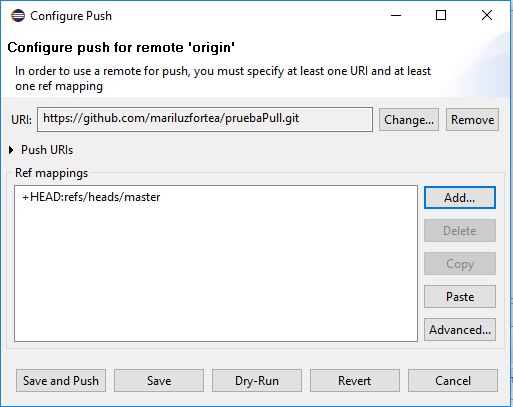 Configure Push
Configure push for remote 'origin'
In order to use a remote for push, you must specify at least one URI and at least
one ref mapping
URI: https://github.com/mariluzfortea/pruebaPull.git Change... Remove
Push URIs
Ref mappings
+HEAD:refs/heads/master
Add...
Delete
Copy
Paste
Advanced...
Save and Push Save Dry-Run Revert Cancel